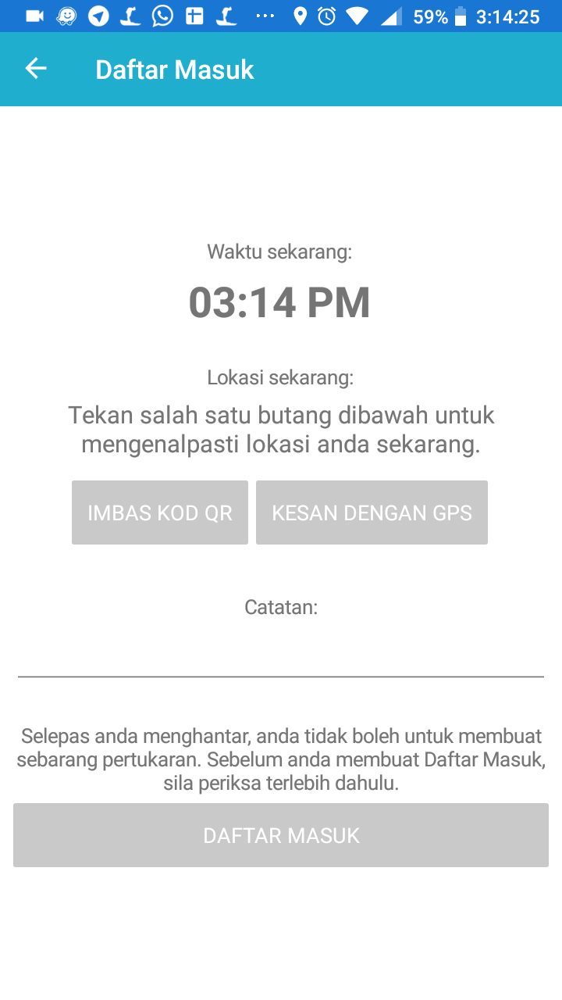 59% 3:14:25
Daftar Masuk
Waktu sekarang:
03:14 PM
Lokasi sekarang:
Tekan salah satu butang dibawah untuk
mengenalpasti lokasi anda sekarang.
IMBAS KOD QR KESAN DENGAN GPS
Catatan:
Selepas anda menghantar, anda tidak boleh untuk membuat
sebarang pertukaran. Sebelum anda membuat Daftar Masuk,
sila periksa terlebih dahulu.
DAFTAR MASUK